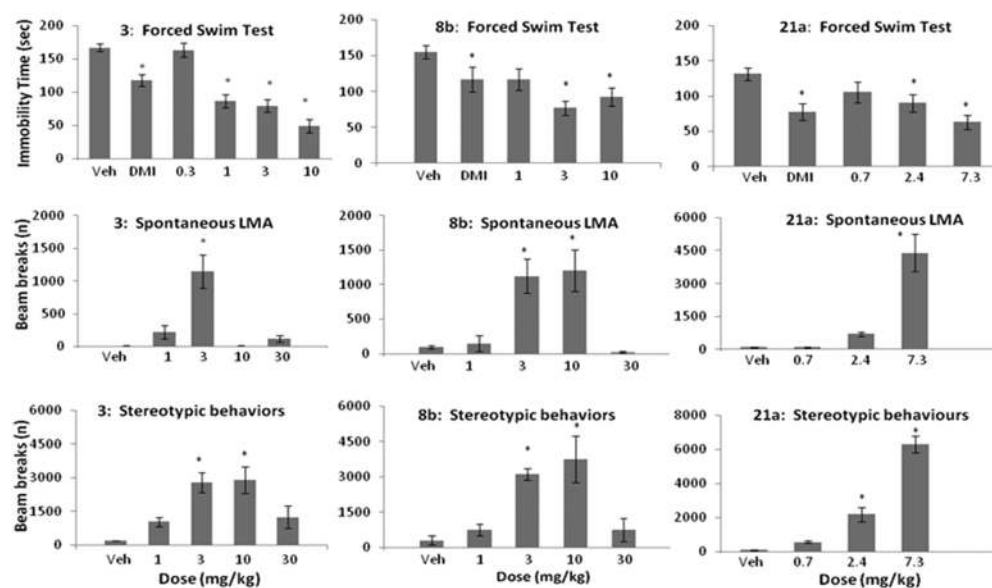 3: Forced Swim Test
Immobility Time (sec)
200
150
100
50
0
Veh DMI 0.3 1 3 10
* * * *
8b: Forced Swim Test
200
150
100
50
0
Veh DMI 1 3 10
* * *
21a: Forced Swim Test
200
150
100
50
0
Veh DMI 0.7 2.4 7.3
* * *
3: Spontaneous LMA
Beam breaks (n)
2000
1500
1000
500
0
Veh 1 3 10 30
*
8b: Spontaneous LMA
2000
1500
1000
500
0
Veh 1 3 10 30
* *
21a: Spontaneous LMA
6000
4500
3000
1500
0
Veh 0.7 2.4 7.3
*
3: Stereotypic behaviors
Beam breaks (n)
6000
4500
3000
1500
0
Veh 1 3 10 30
* *
Dose (mg/kg)
8b: Stereotypic behaviors
6000
4500
3000
1500
0
Veh 1 3 10 30
* *
Dose (mg/kg)
21a: Stereotypic behaviours
8000
6000
4000
2000
0
Veh 0.7 2.4 7.3
* *
Dose (mg/kg)